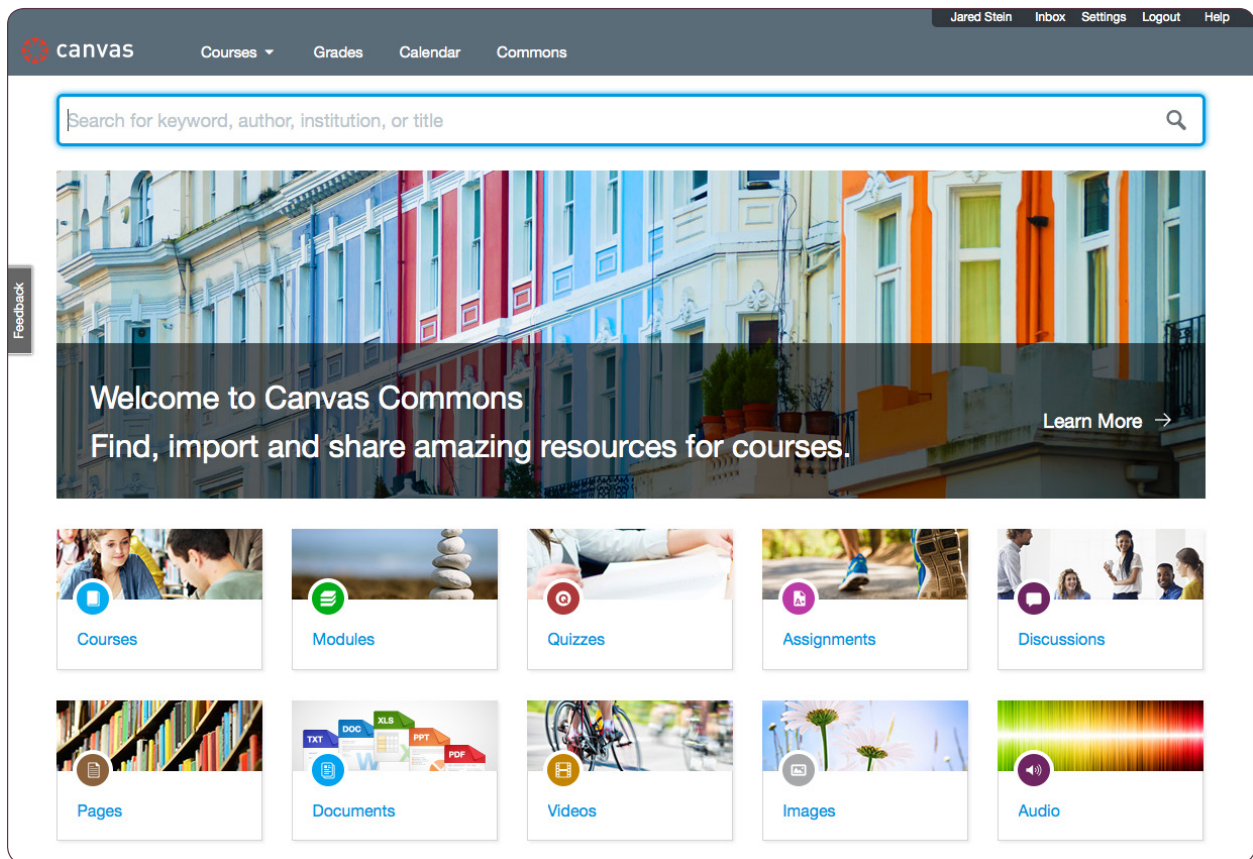 Jared Stein Inbox Settings Logout Help
canvas Courses Grades Calendar Commons
Search for keyword, author, institution, or title
Feedback
Welcome to Canvas Commons
Find, import and share amazing resources for courses.
Learn More →
Courses
Modules
Q
Quizzes
A+
Assignments
Discussions
Pages
TXT DOC XLS PPT PDF
W
Documents
Videos
Images
Audio